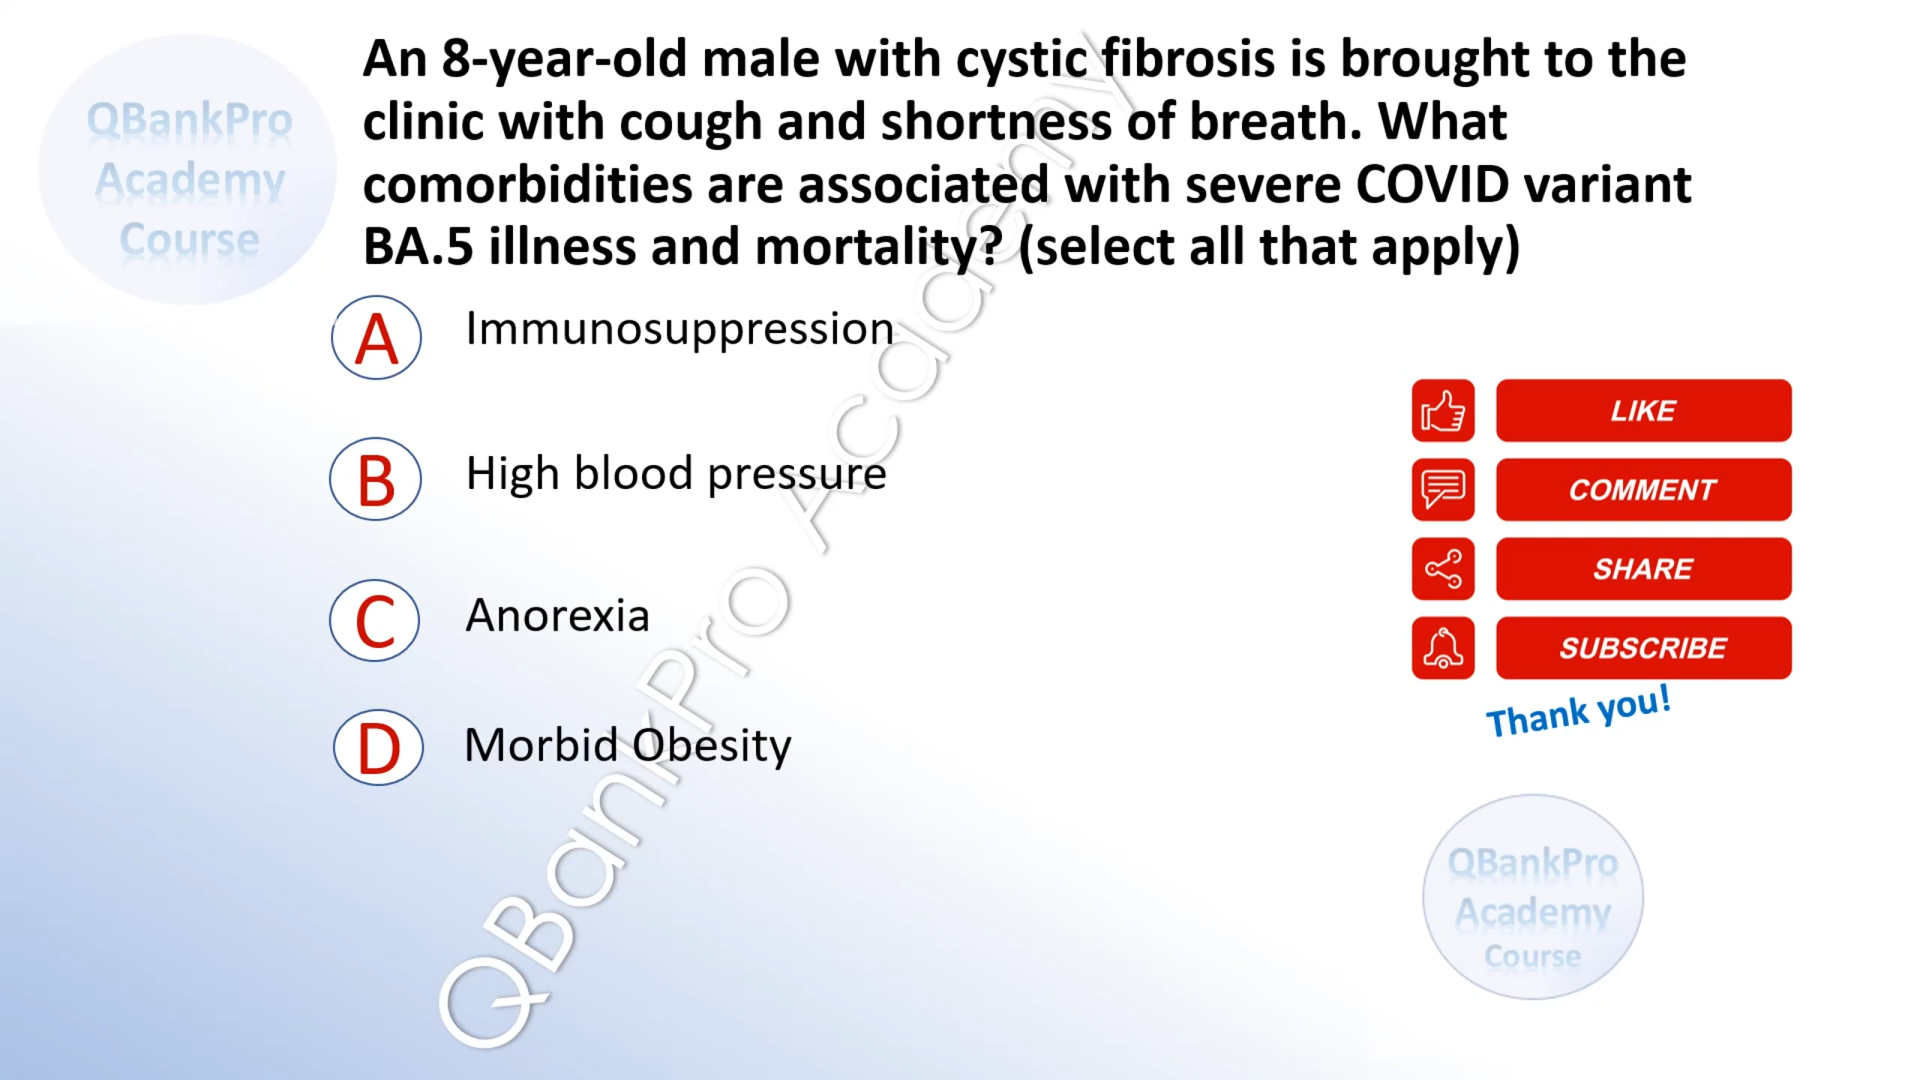 QBankPro
Academy
Course
An 8-year-old male with cystic fibrosis is brought to the
clinic with cough and shortness of breath. What
comorbidities are associated with severe COVID variant
BA.5 illness and mortality? (select all that apply)
A Immunosuppression
B High blood pressure
C Anorexia
D Morbid Obesity
QBankPro Academy
LIKE
COMMENT
SHARE
SUBSCRIBE
Thank you!
QBankPro
Academy
Course